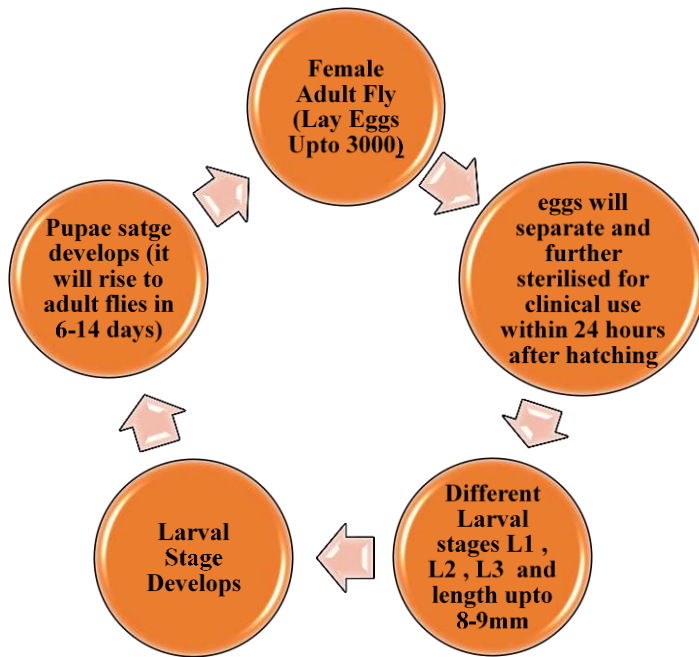 Female
Adult Fly
(Lay Eggs
Upto 3000)
eggs will
separate and
further
sterilised for
clinical use
within 24 hours
after hatching
Different
Larval
stages L1 ,
L2 , L3 and
length upto
8-9mm
Larval
Stage
Develops
Pupae satge
develops (it
will rise to
adult flies in
6-14 days)